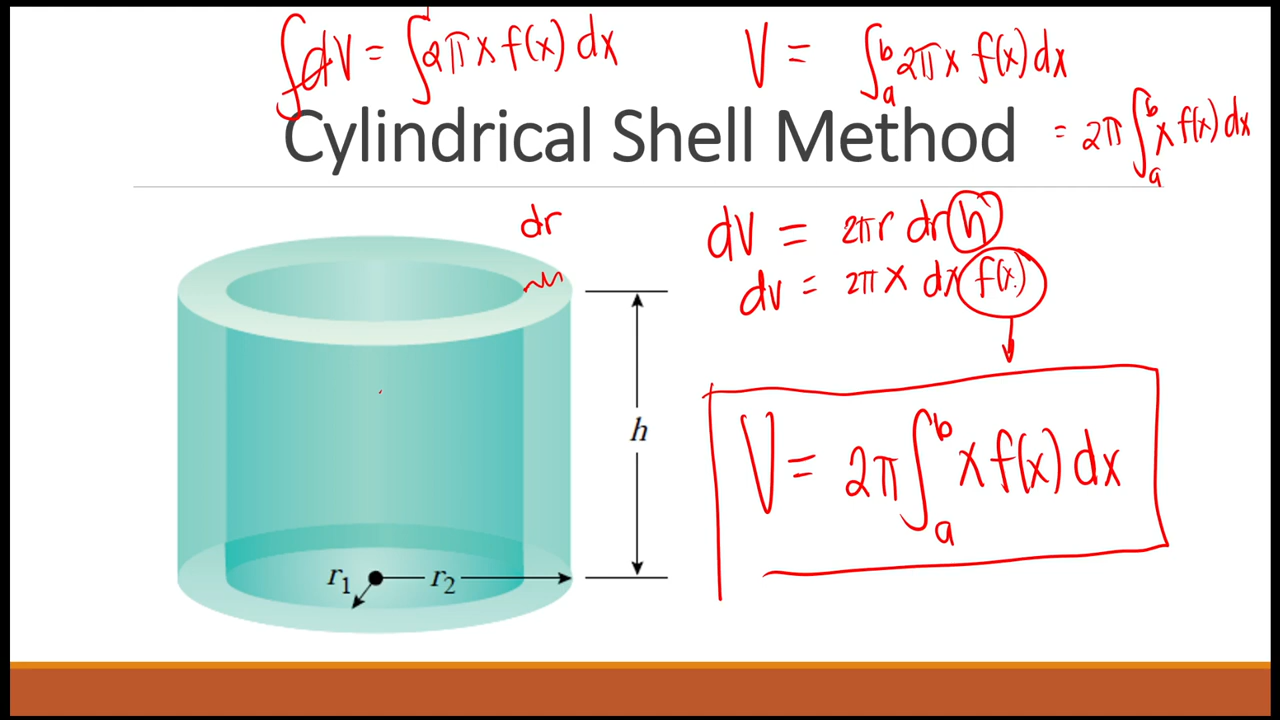 ∫dV = ∫2πx f(x) dx
V = ∫ₐᵇ 2πx f(x) dx
Cylindrical Shell Method
= 2π ∫ₐᵇ x f(x) dx
dr
dV = 2πr dr h
dv = 2πx dx f(x)
h
V = 2π ∫ₐᵇ x f(x) dx
r₁ r₂